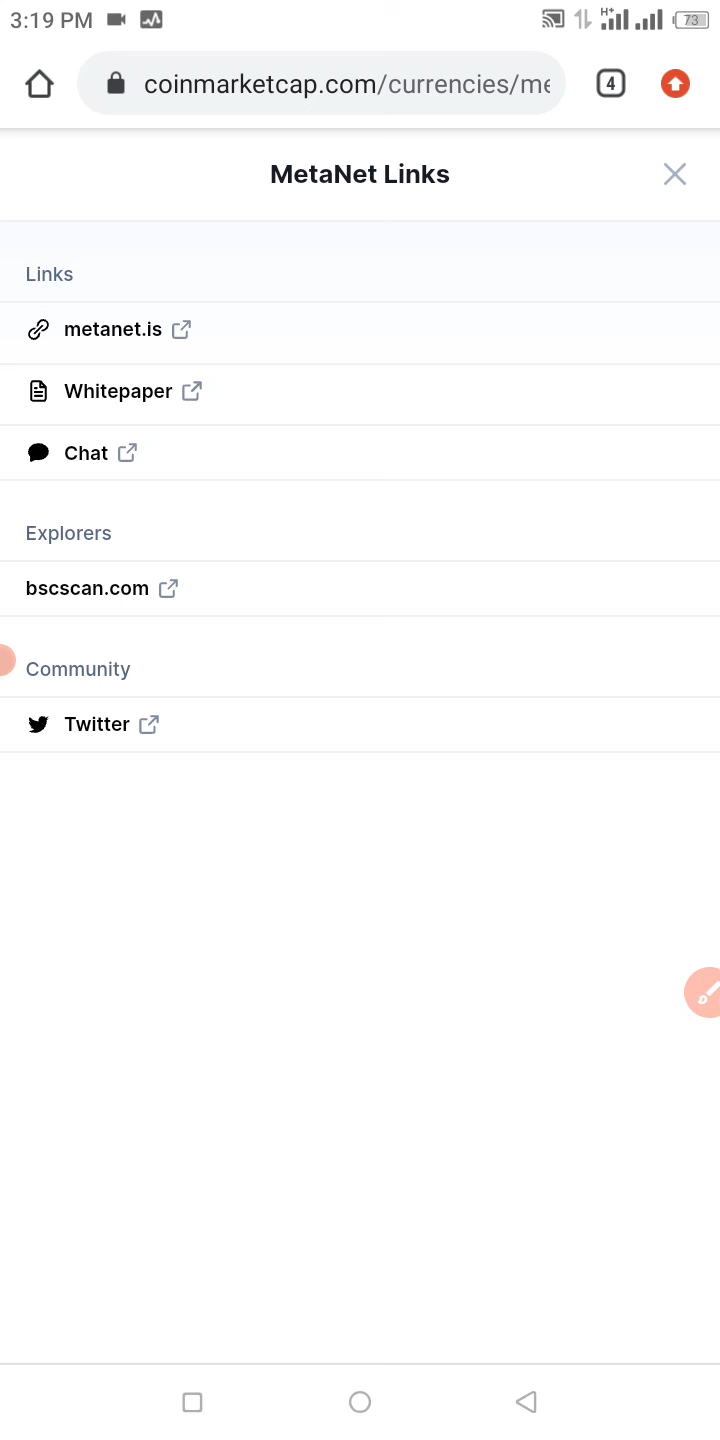 3:19 PM
H+
73
coinmarketcap.com/currencies/me
4
MetaNet Links
Links
metanet.is
Whitepaper
Chat
Explorers
bscscan.com
Community
Twitter